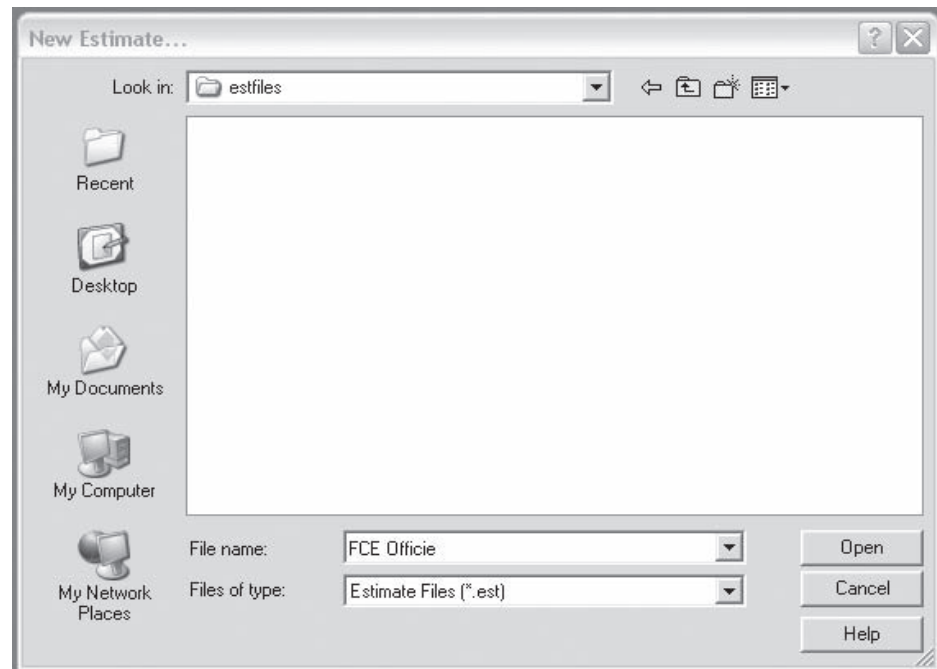 New Estimate...
Look in:
estfiles
Recent
Desktop
My Documents
My Computer
My Network
Places
File name:
FCE Officie
Open
Files of type:
Estimate Files (*.est)
Cancel
Help